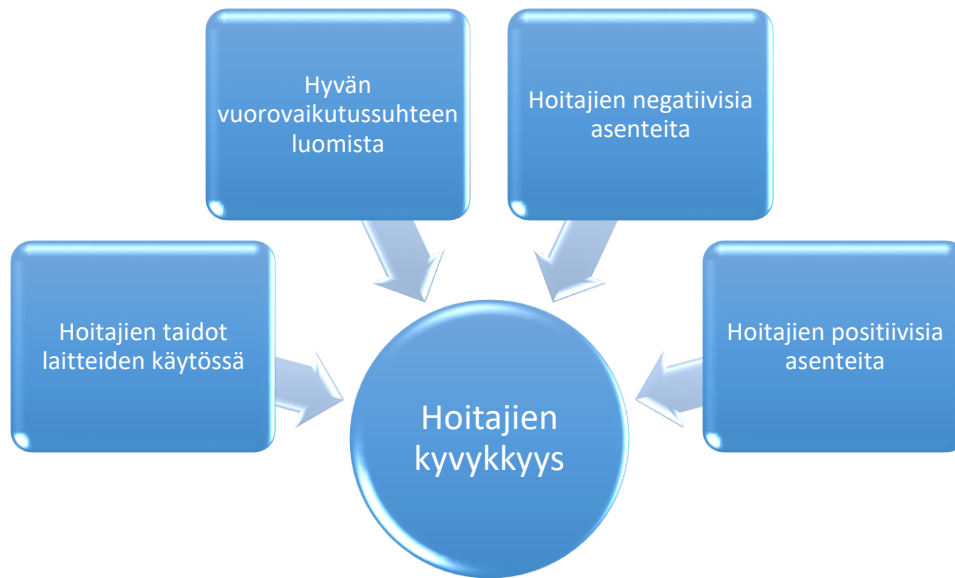 Hyvän
vuorovaikutussuhteen
luomista
Hoitajien negatiivisia
asenteita
Hoitajien taidot
laitteiden käytössä
Hoitajien positiivisia
asenteita
Hoitajien
kyvykkyys